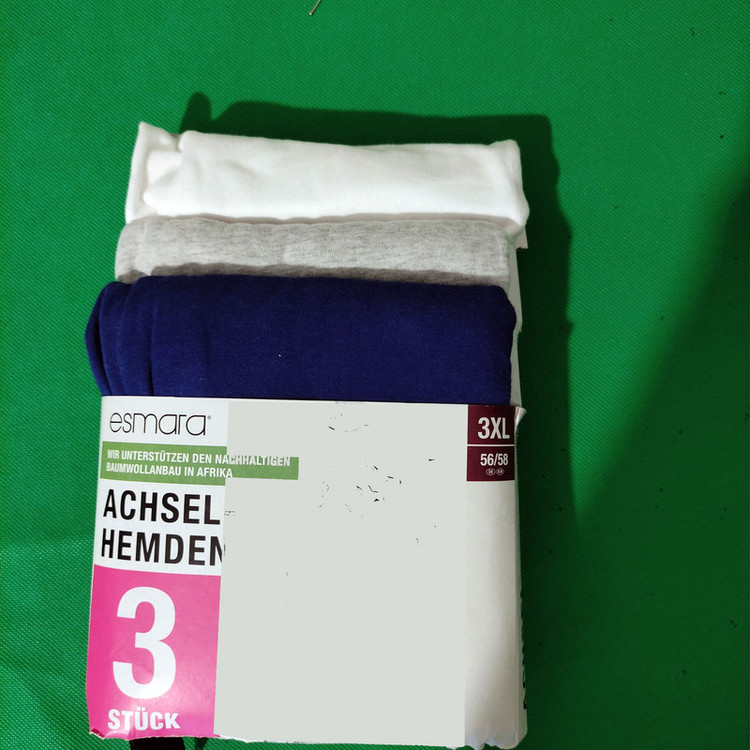 esmara®
WIR UNTERSTÜTZEN DEN NACHHALTIGEN
BAUMWOLLANBAU IN AFRIKA
ACHSEL
HEMDEN
3
STÜCK
3XL
56/58